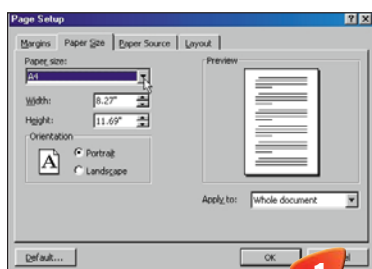 Page Setup
Margins Paper Size Paper Source Layout
Paper size:
A4
Width: 8.27"
Height: 11.69"
Orientation
A
Portrait
Landscape
Preview
Apply to: Whole document
Default... OK